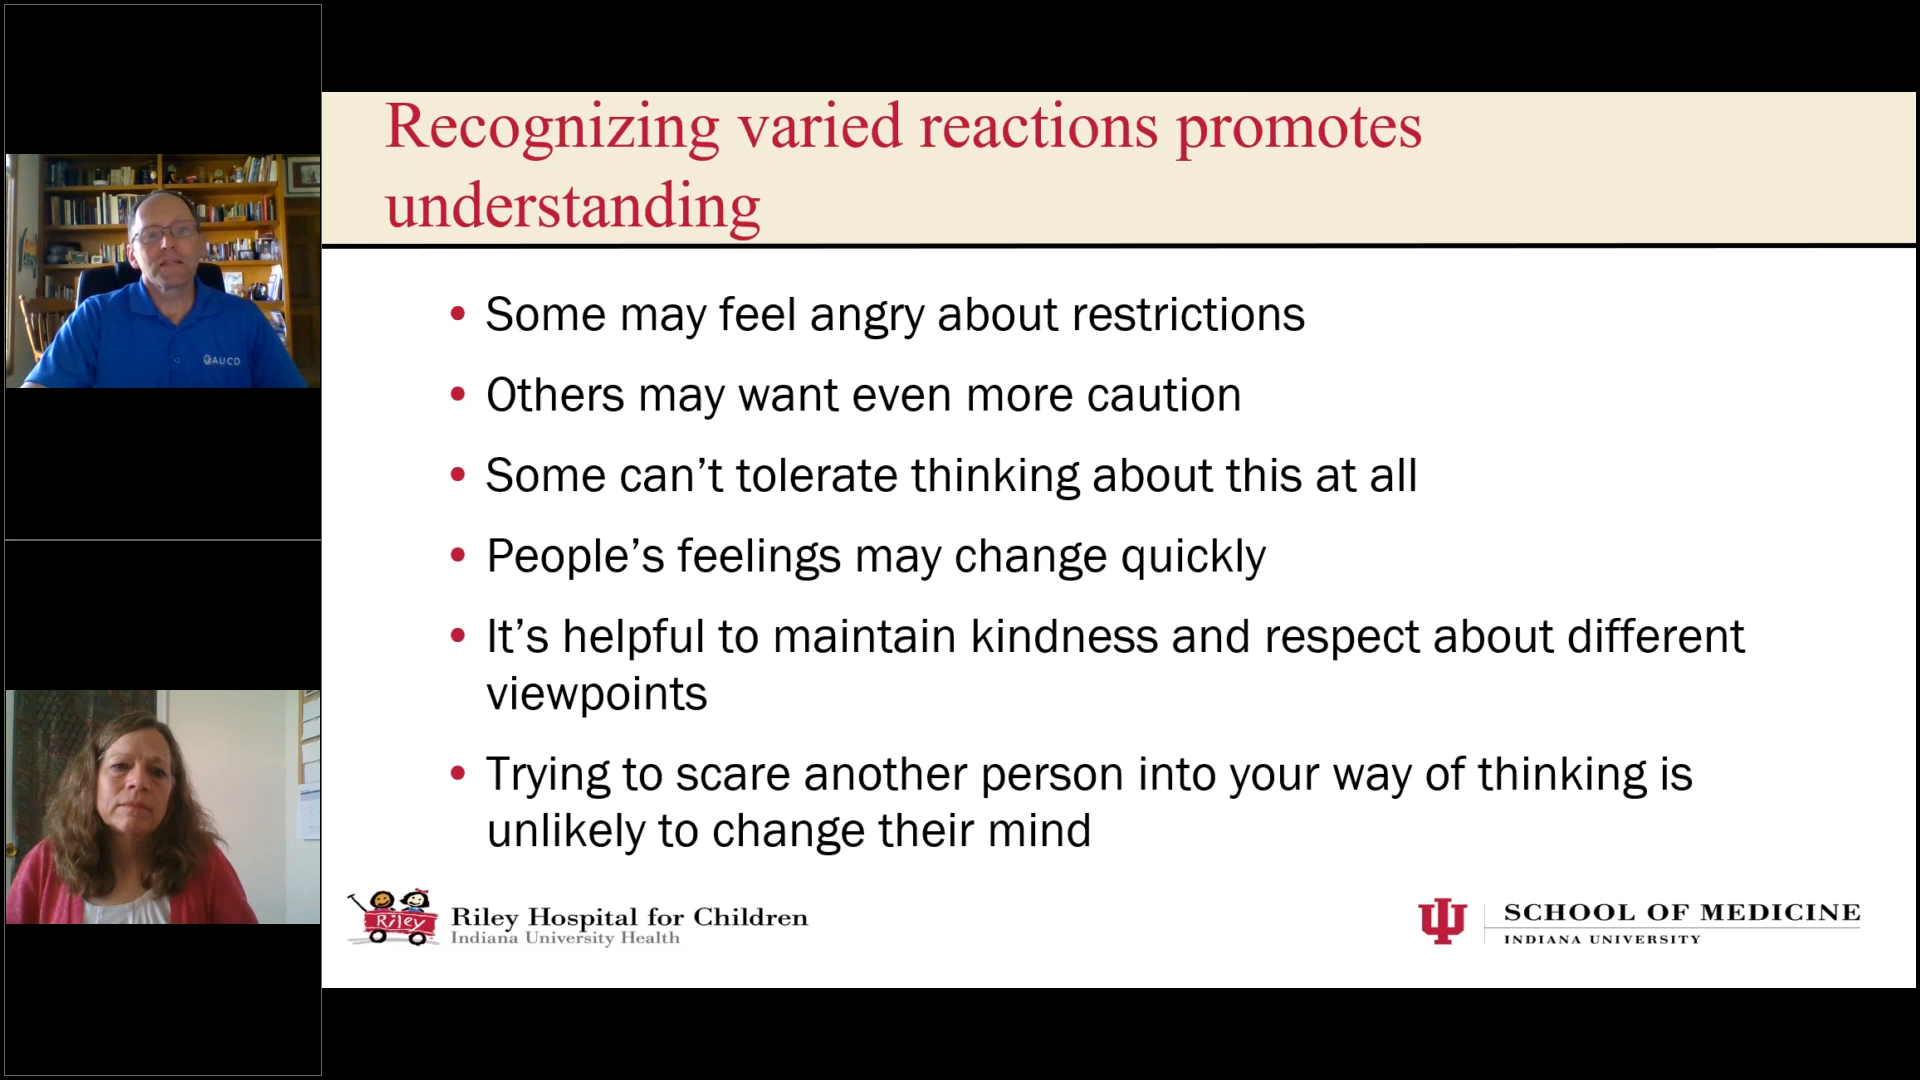 Recognizing varied reactions promotes
understanding
• Some may feel angry about restrictions
• Others may want even more caution
• Some can’t tolerate thinking about this at all
• People’s feelings may change quickly
• It’s helpful to maintain kindness and respect about different
viewpoints
• Trying to scare another person into your way of thinking is
unlikely to change their mind
AUCD
Riley
Riley Hospital for Children
Indiana University Health
SCHOOL OF MEDICINE
INDIANA UNIVERSITY